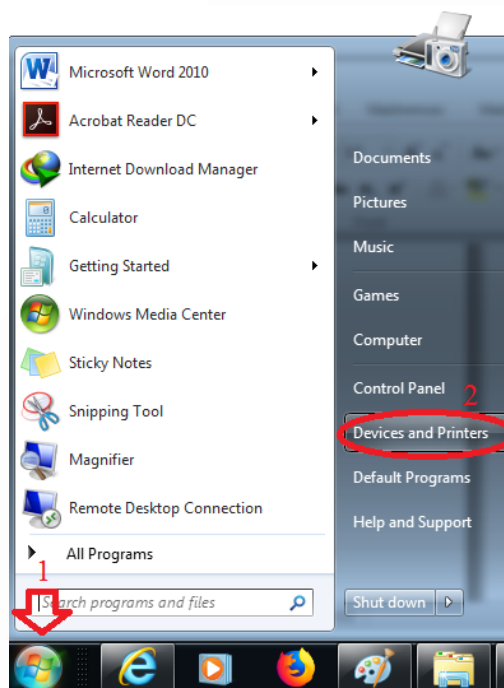 Microsoft Word 2010
Acrobat Reader DC
Internet Download Manager
Calculator
Getting Started
Windows Media Center
Sticky Notes
Snipping Tool
Magnifier
Remote Desktop Connection
All Programs
1
Search programs and files
Documents
Pictures
Music
Games
Computer
Control Panel
2
Devices and Printers
Default Programs
Help and Support
Shut down